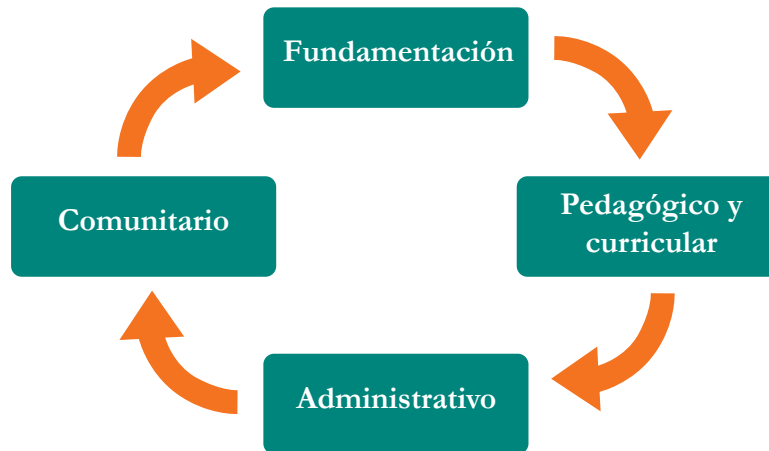 Fundamentación
Pedagógico y
curricular
Administrativo
Comunitario